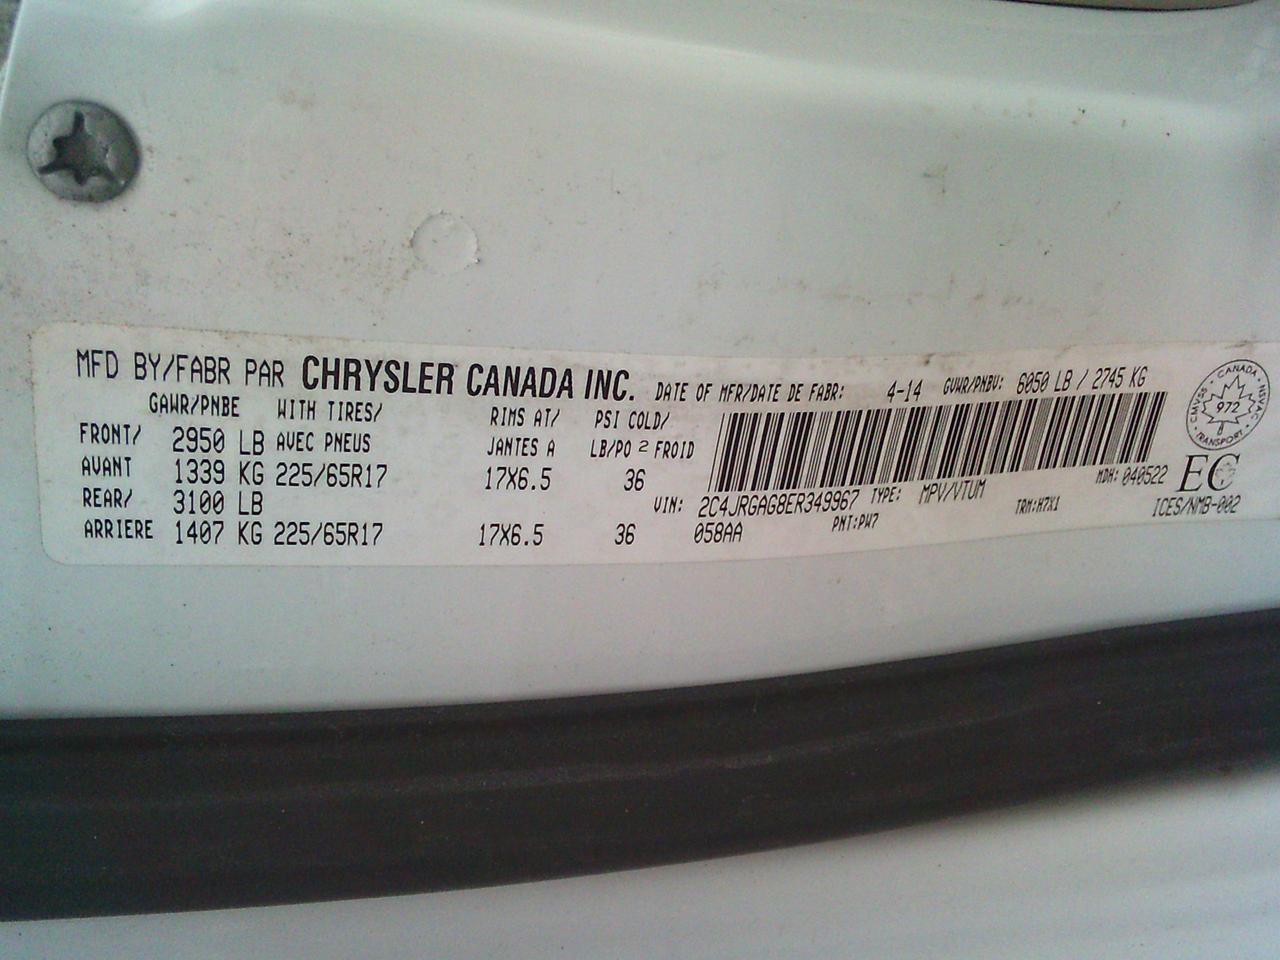 MFD BY/FABR PAR CHRYSLER CANADA INC. DATE OF MFR/DATE DE FABR: 4-14 GVWR/PNBV: 6050 LB / 2745 KG
GAWR/PNBE WITH TIRES/ RIMS AT/ PSI COLD/
FRONT/ 2950 LB AVEC PNEUS JANTES A LB/PO 2 FROID
AVANT 1339 KG 225/65R17 17X6.5 36
REAR/ 3100 LB
ARRIERE 1407 KG 225/65R17 17X6.5 36
VIN: 2C4JRGAG8ER349967 TYPE: MPV/VTUM MDH: 040522
058AA PNT:PW7 TRM:H7X1
CANADA
CMVSS NSVAC
972
TRANSPORT
EC
ICES/NMB-002